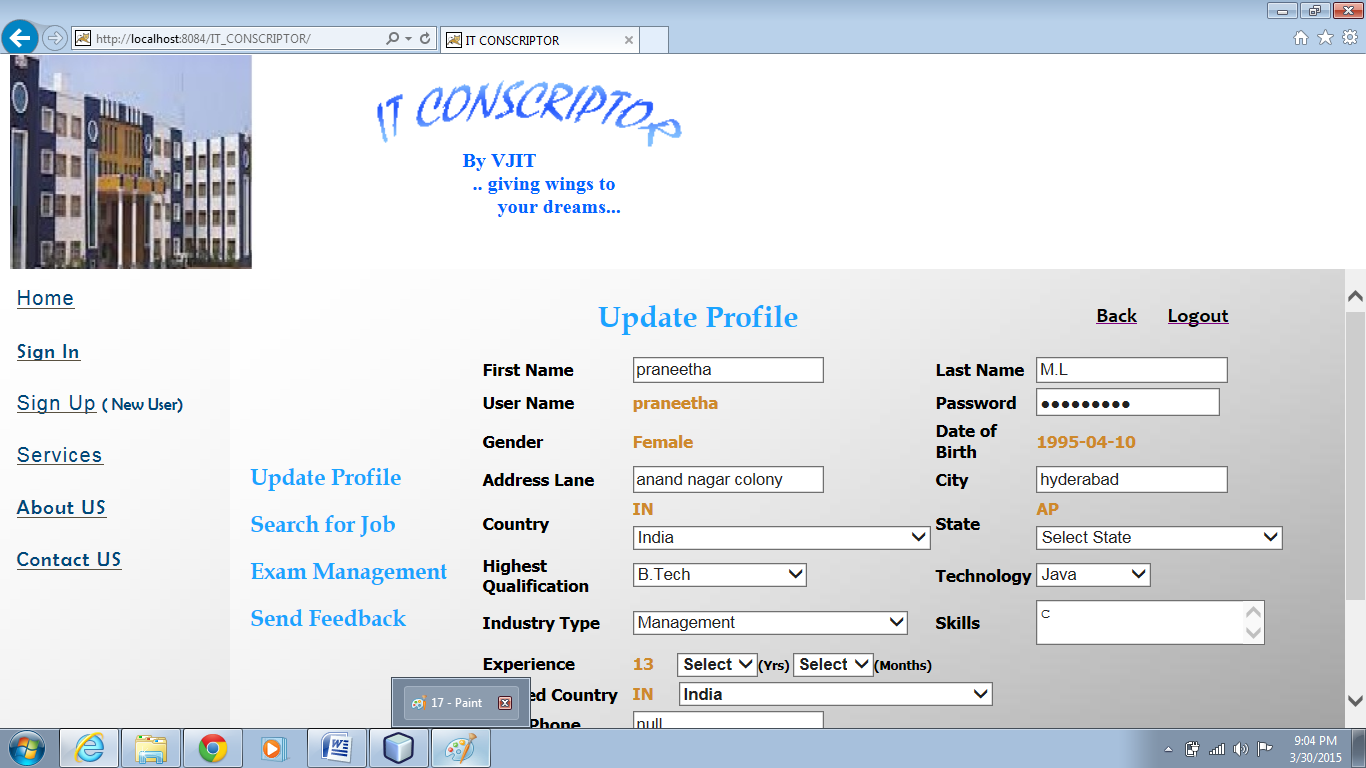 http://localhost:8084/IT_CONSCRIPTOR/
IT CONSCRIPTOR
IT CONSCRIPTOR
By VJIT
.. giving wings to
your dreams...
Home
Sign In
Sign Up ( New User)
Services
About US
Contact US
Update Profile
Search for Job
Exam Management
Send Feedback
Update Profile
Back Logout
First Name praneetha Last Name M.L
User Name praneetha Password ●●●●●●●●●
Gender Female Date of Birth 1995-04-10
Address Lane anand nagar colony City hyderabad
Country IN India State AP Select State
Highest Qualification B.Tech Technology Java
Industry Type Management Skills C
Experience 13 Select (Yrs) Select (Months)
Country IN India
Phone null
17 - Paint
9:04 PM
3/30/2015